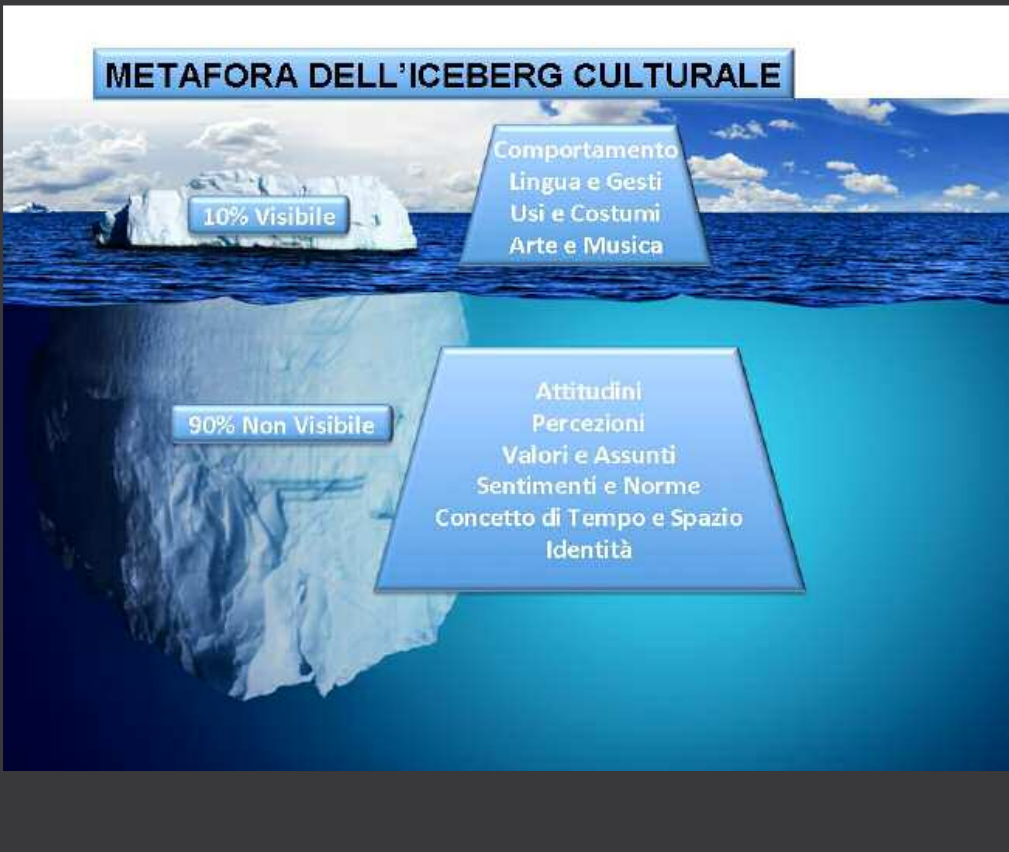 METAFORA DELL'ICEBERG CULTURALE
Comportamento
Lingua e Gesti
Usi e Costumi
Arte e Musica
10% Visibile
Attitudini
Percezioni
Valori e Assunti
Sentimenti e Norme
Concetto di Tempo e Spazio
Identità
90% Non Visibile